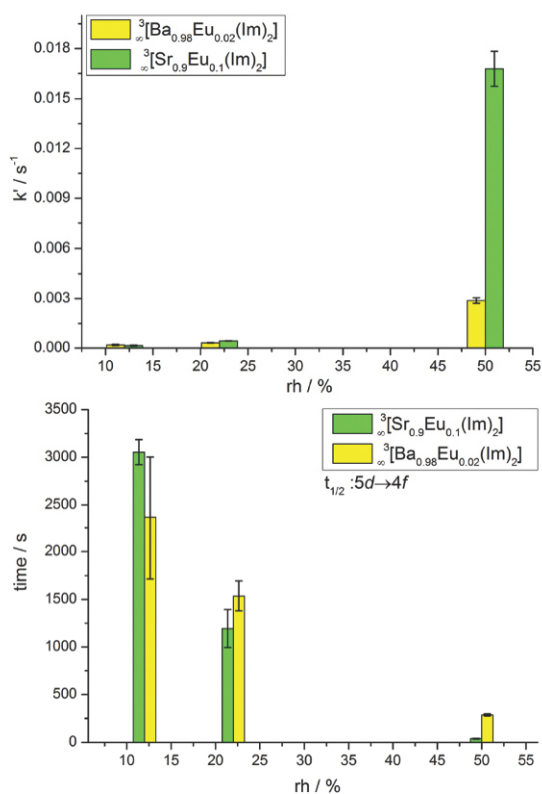 ³∞[Ba0.98Eu0.02(Im)2]
³∞[Sr0.9Eu0.1(Im)2]
0.018
0.015
0.012
0.009
0.006
0.003
0.000
k' / s-1
10 15 20 25 30 35 40 45 50 55
rh / %
³∞[Sr0.9Eu0.1(Im)2]
³∞[Ba0.98Eu0.02(Im)2]
t1/2 :5d→4f
3500
3000
2500
2000
1500
1000
500
0
time / s
10 15 20 25 30 35 40 45 50 55
rh / %